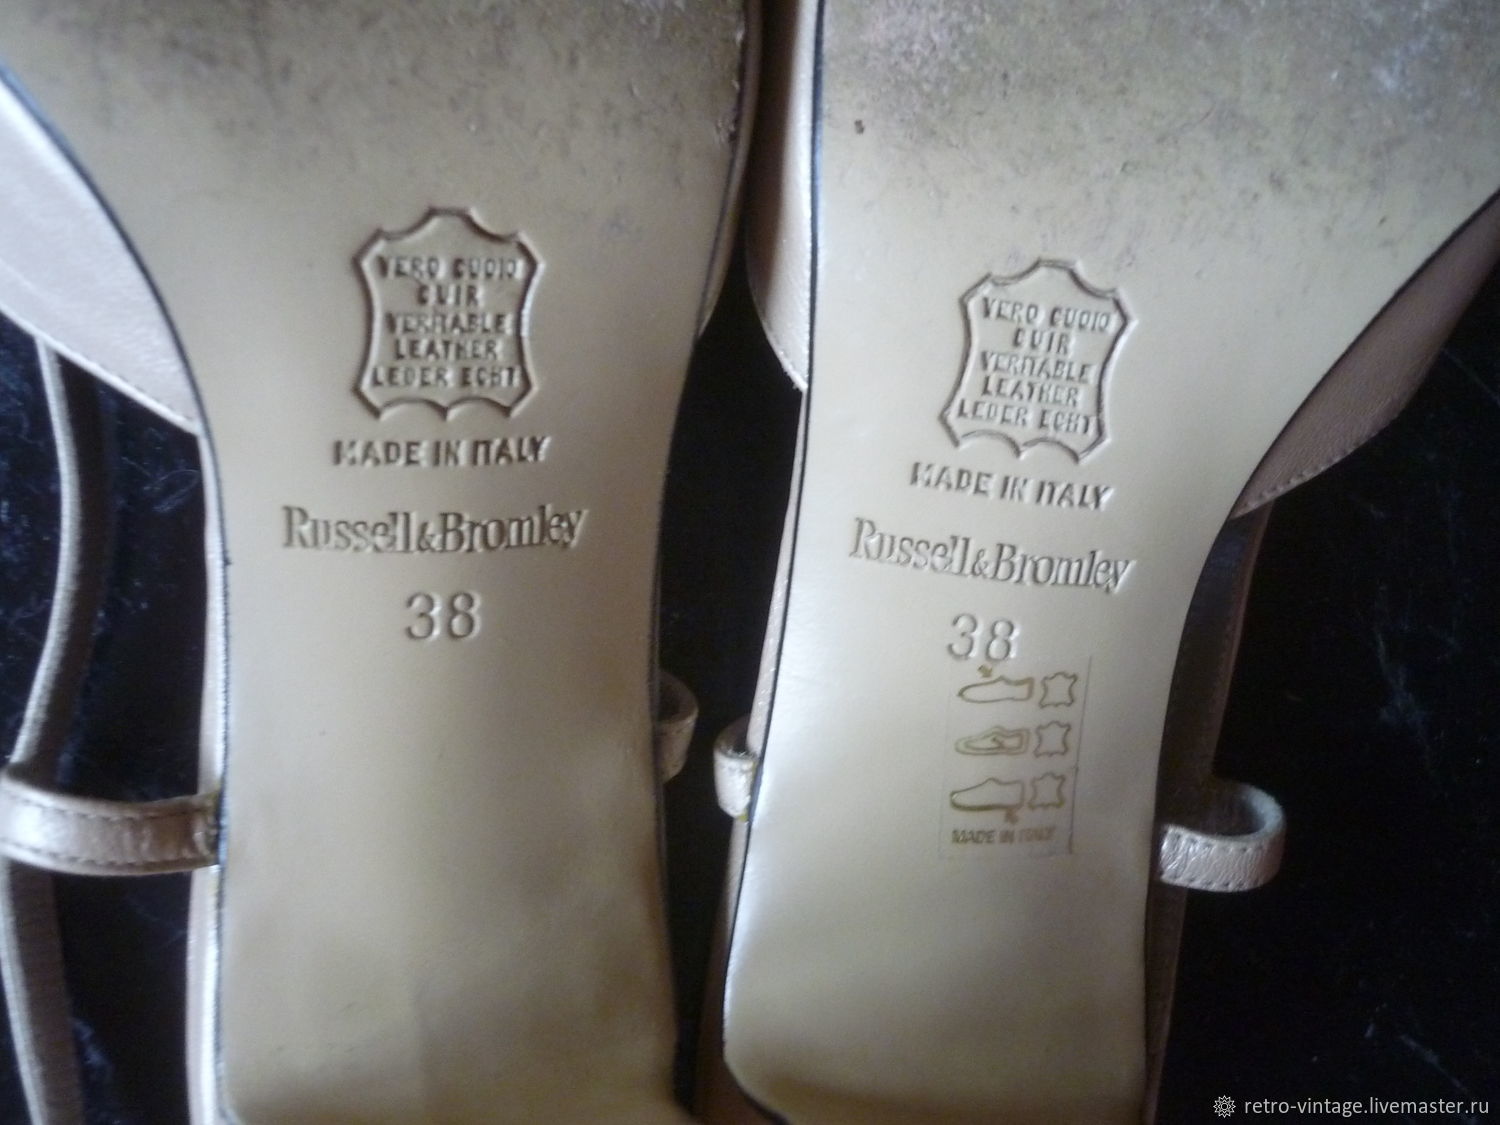 VERO CUOIO
CUIR
VERITABLE
LEATHER
LEDER ECHT
MADE IN ITALY
Russell&Bromley
38
VERO CUOIO
CUIR
VERITABLE
LEATHER
LEDER ECHT
MADE IN ITALY
Russell&Bromley
38
MADE IN ITALY
retro-vintage.livemaster.ru